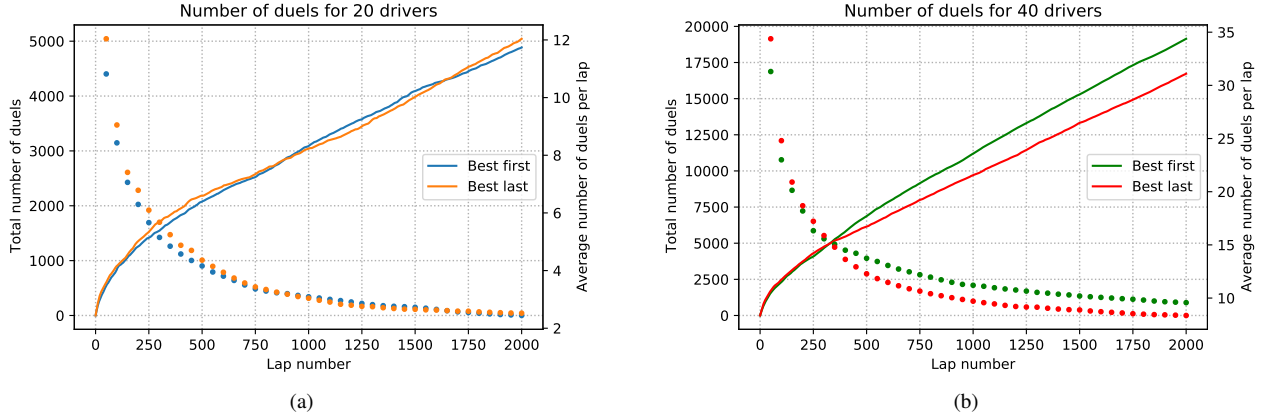 Number of duels for 20 drivers
Total number of duels
5000
4000
3000
2000
1000
0
12
10
8
6
4
2
Average number of duels per lap
Best first
Best last
0 250 500 750 1000 1250 1500 1750 2000
Lap number
(a)
Number of duels for 40 drivers
Total number of duels
20000
17500
15000
12500
10000
7500
5000
2500
0
35
30
25
20
15
10
Average number of duels per lap
Best first
Best last
0 250 500 750 1000 1250 1500 1750 2000
Lap number
(b)